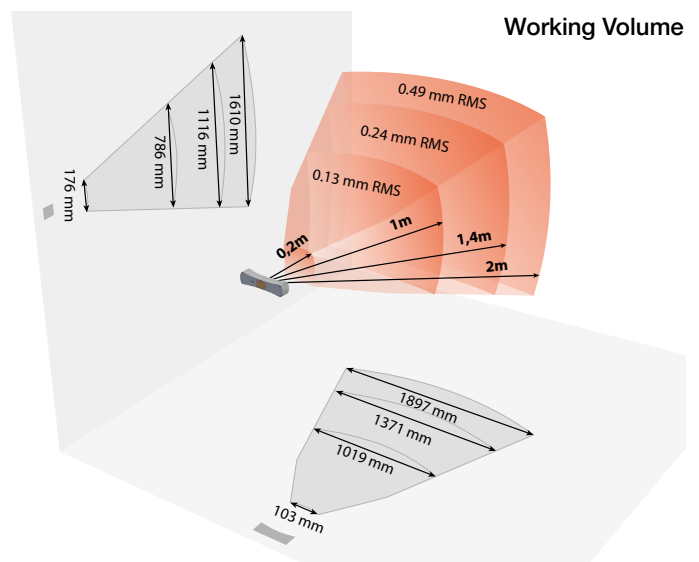 Working Volume
0.49 mm RMS
0.24 mm RMS
0.13 mm RMS
1610 mm
1116 mm
786 mm
176 mm
0,2m
1m
1,4m
2m
1897 mm
1371 mm
1019 mm
103 mm